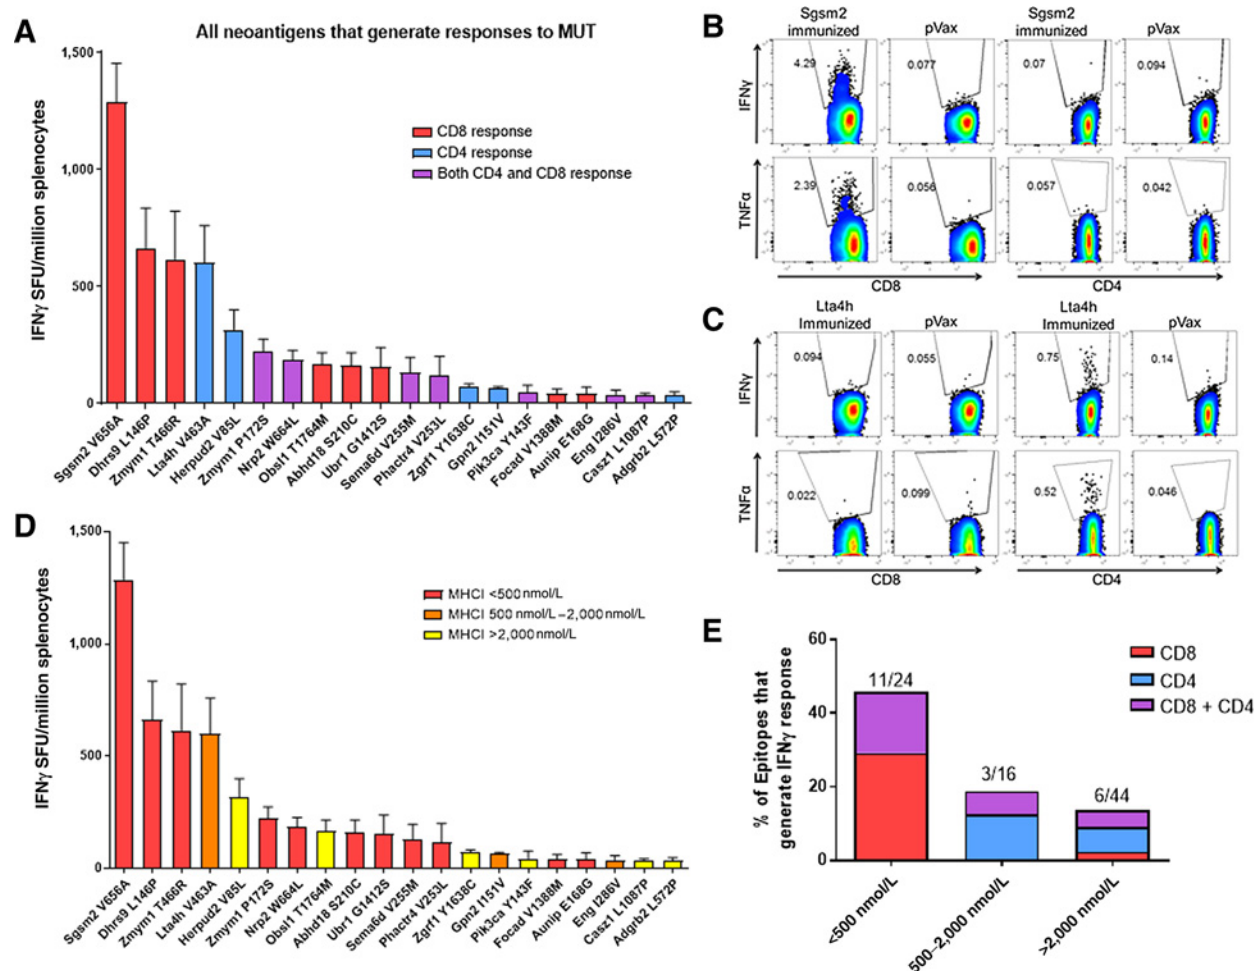 A
All neoantigens that generate responses to MUT
IFNγ SFU/million splenocytes
1,500
1,000
500
0
CD8 response
CD4 response
Both CD4 and CD8 response
Sgsm2 V656A
Dhrs9 L146P
Zmym1 T466R
Lta4h V463A
Herpud2 V85L
Zmym1 P172S
Nrp2 W664L
Obsl1 T1764M
Abhd18 S210C
Ubr1 G1412S
Sema6d V255M
Phactr4 V253L
Zgrf1 Y1638C
Gpn2 I151V
Pik3ca Y143F
Focad V1388M
Aunip E168G
Eng I286V
Casz1 L1087P
Adgrb2 L572P
B
Sgsm2
immunized
pVax
Sgsm2
immunized
pVax
IFNγ
4.29
0.077
0.07
0.094
TNFα
2.39
0.056
0.057
0.042
CD8
CD4
C
Lta4h
Immunized
pVax
Lta4h
Immunized
pVax
IFNγ
0.094
0.055
0.75
0.14
TNFα
0.022
0.099
0.52
0.046
CD8
CD4
D
IFNγ SFU/million splenocytes
1,500
1,000
500
0
MHCI <500 nmol/L
MHCI 500 nmol/L–2,000 nmol/L
MHCI >2,000 nmol/L
Sgsm2 V656A
Dhrs9 L146P
Zmym1 T466R
Lta4h V463A
Herpud2 V85L
Zmym1 P172S
Nrp2 W664L
Obsl1 T1764M
Abhd18 S210C
Ubr1 G1412S
Sema6d V255M
Phactr4 V253L
Zgrf1 Y1638C
Gpn2 I151V
Pik3ca Y143F
Focad V1388M
Aunip E168G
Eng I286V
Casz1 L1087P
Adgrb2 L572P
E
% of Epitopes that
generate IFNγ response
60
40
20
0
11/24
3/16
6/44
CD8
CD4
CD8 + CD4
<500 nmol/L
500–2,000 nmol/L
>2,000 nmol/L